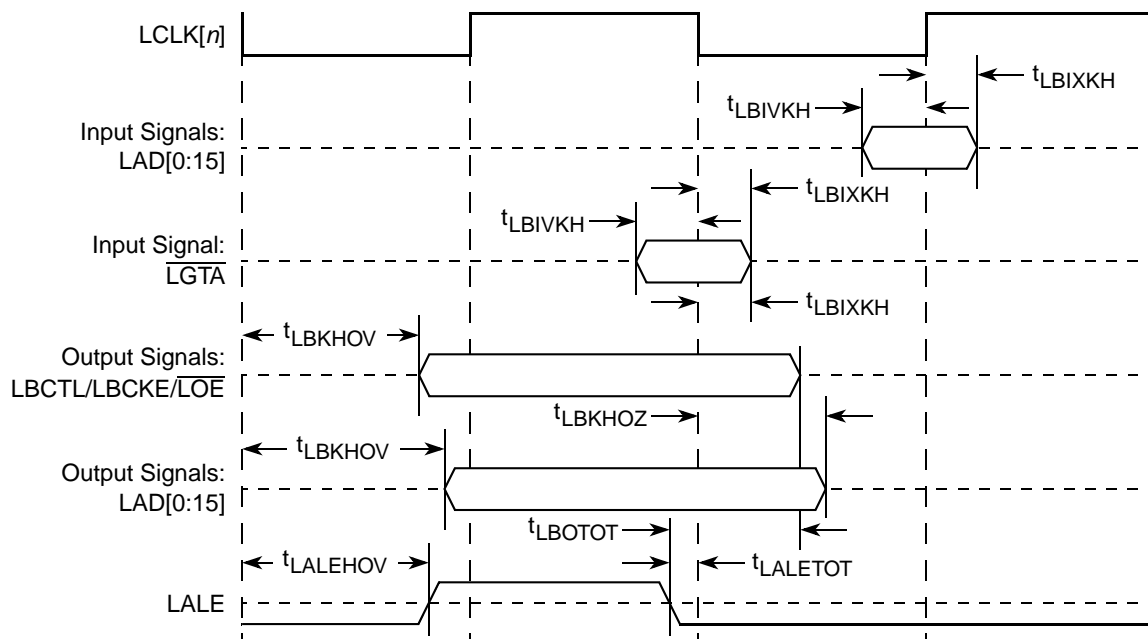 LCLK[n]
tLBIXKH
tLBIVKH
Input Signals:
LAD[0:15]
tLBIXKH
tLBIVKH
Input Signal:
LGTA
tLBIXKH
tLBKHOV
Output Signals:
LBCTL/LBCKE/LOE
tLBKHOZ
tLBKHOV
Output Signals:
LAD[0:15]
tLBOTOT
tLALEHOV
tLALETOT
LALE